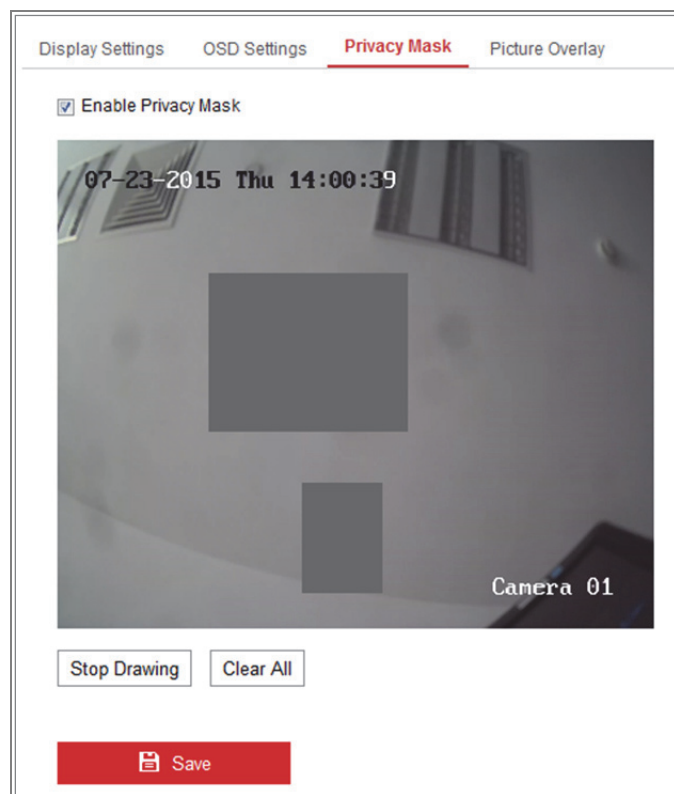 Display Settings OSD Settings Privacy Mask Picture Overlay
Enable Privacy Mask
07-23-2015 Thu 14:00:39
Camera 01
Stop Drawing Clear All
Save